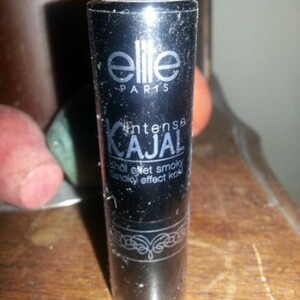 elite
PARIS
intense
KAJAL
khôl effet smoky
smoky effect kohl